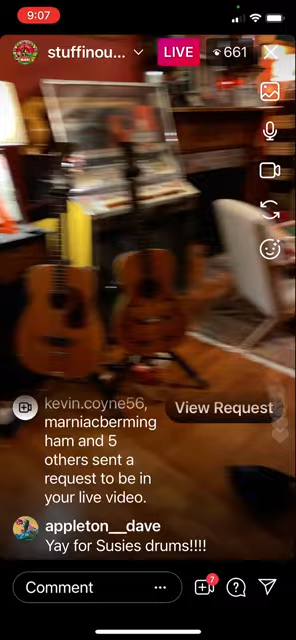 9:07
stuffinou...
LIVE
661
kevin.coyne56,
marniacberming
ham and 5
others sent a
request to be in
your live video.
View Request
appleton__dave
Yay for Susies drums!!!!
Comment
7